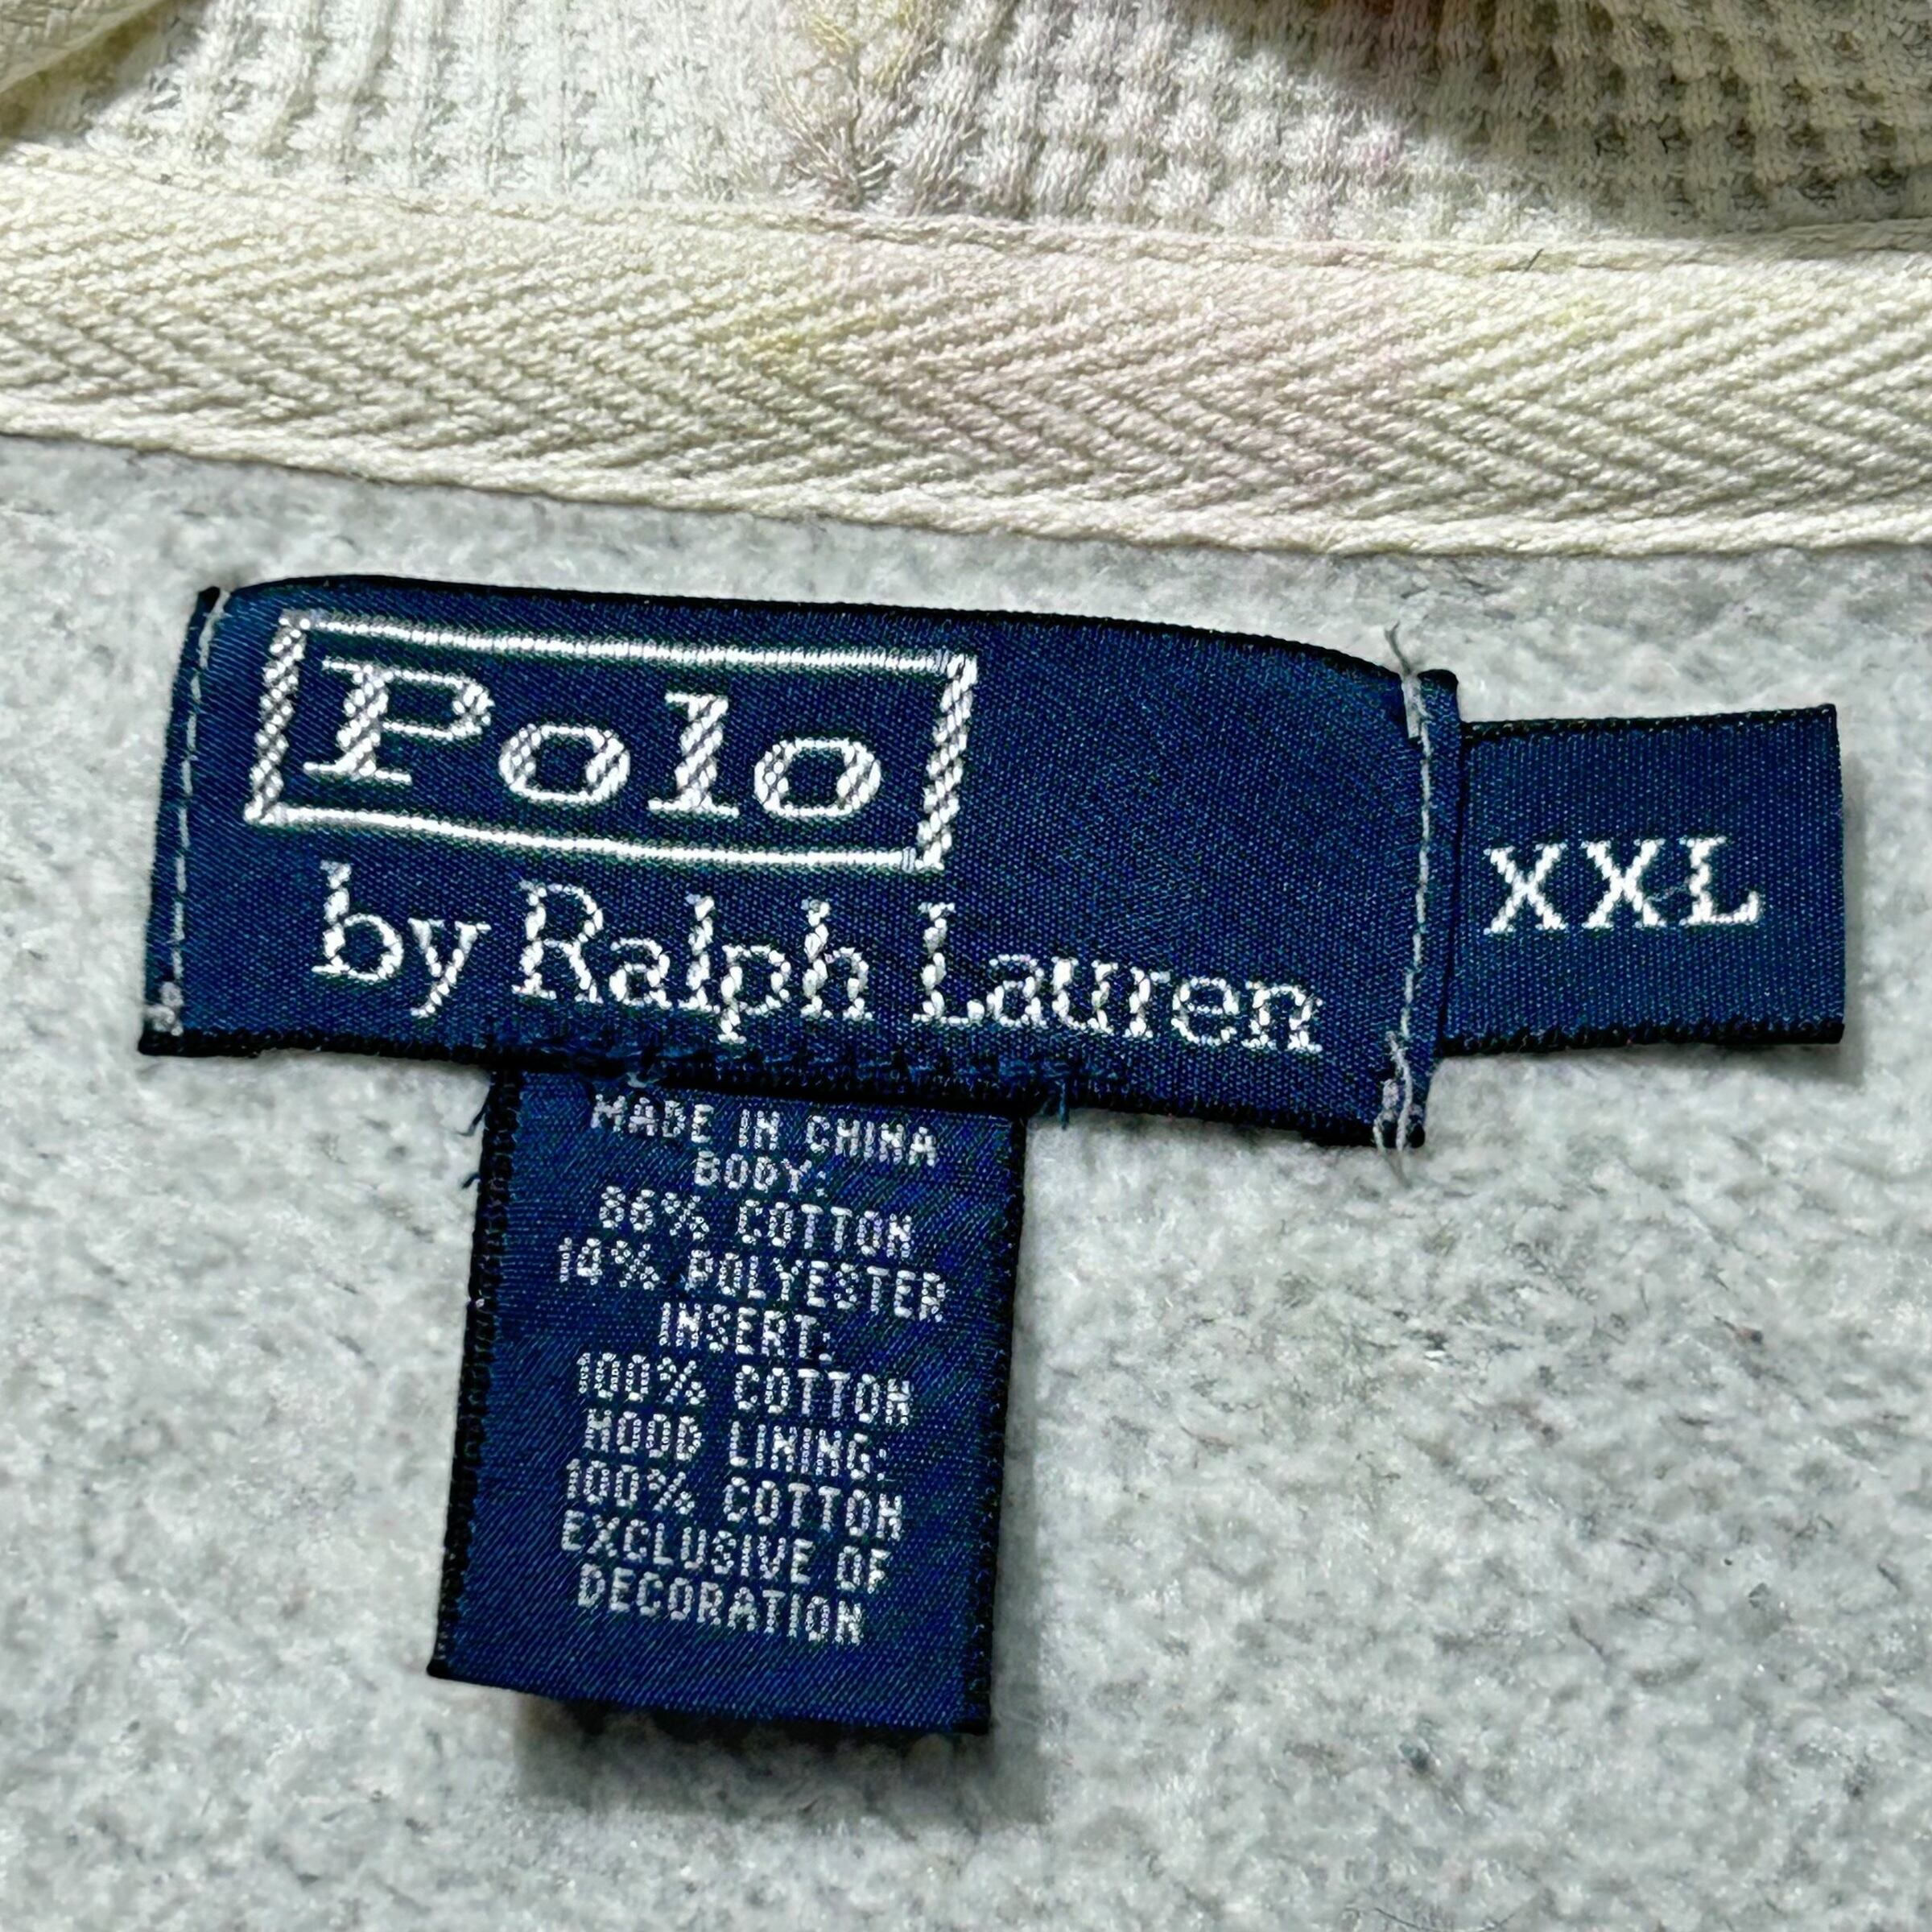 Polo
by Ralph Lauren
XXL
MADE IN CHINA
BODY:
86% COTTON
14% POLYESTER
INSERT:
100% COTTON
HOOD LINING:
100% COTTON
EXCLUSIVE OF
DECORATION